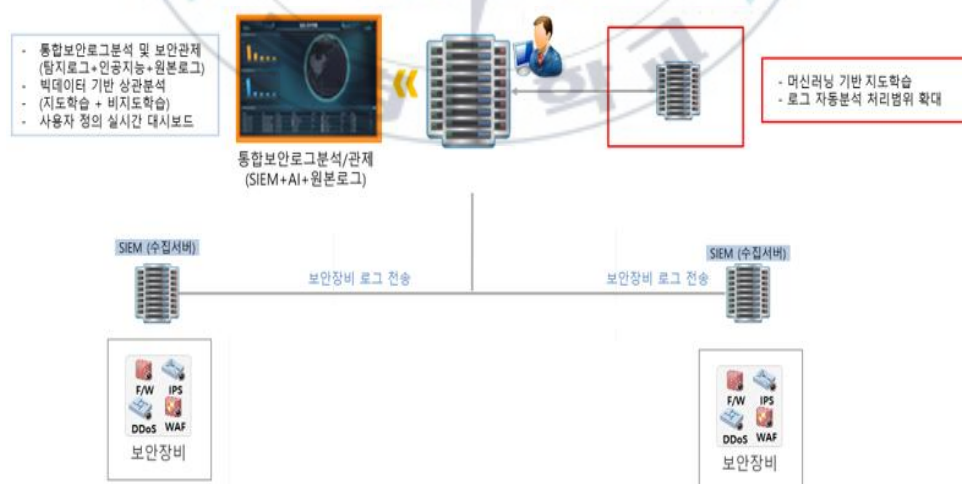 - 통합보안로그분석 및 보안관제
(탐지로그+인공지능+원본로그)
- 빅데이터 기반 상관분석
- (지도학습 + 비지도학습)
- 사용자 정의 실시간 대시보드
통합보안로그분석/관제
(SIEM+AI+원본로그)
- 머신러닝 기반 지도학습
- 로그 자동분석 처리범위 확대
학교
SIEM (수집서버)
보안장비 로그 전송
보안장비 로그 전송
SIEM (수집서버)
F/W IPS
DDoS WAF
보안장비
F/W IPS
DDoS WAF
보안장비